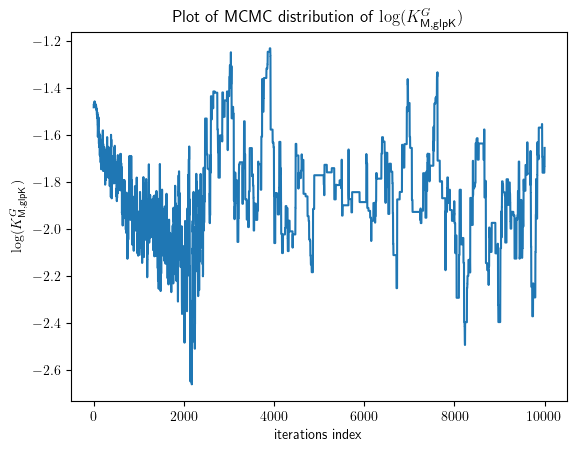 Plot of MCMC distribution of log(K^G_M,glpK)
log(K^G_M,glpK)
−1.2
−1.4
−1.6
−1.8
−2.0
−2.2
−2.4
−2.6
0 2000 4000 6000 8000 10000
iterations index